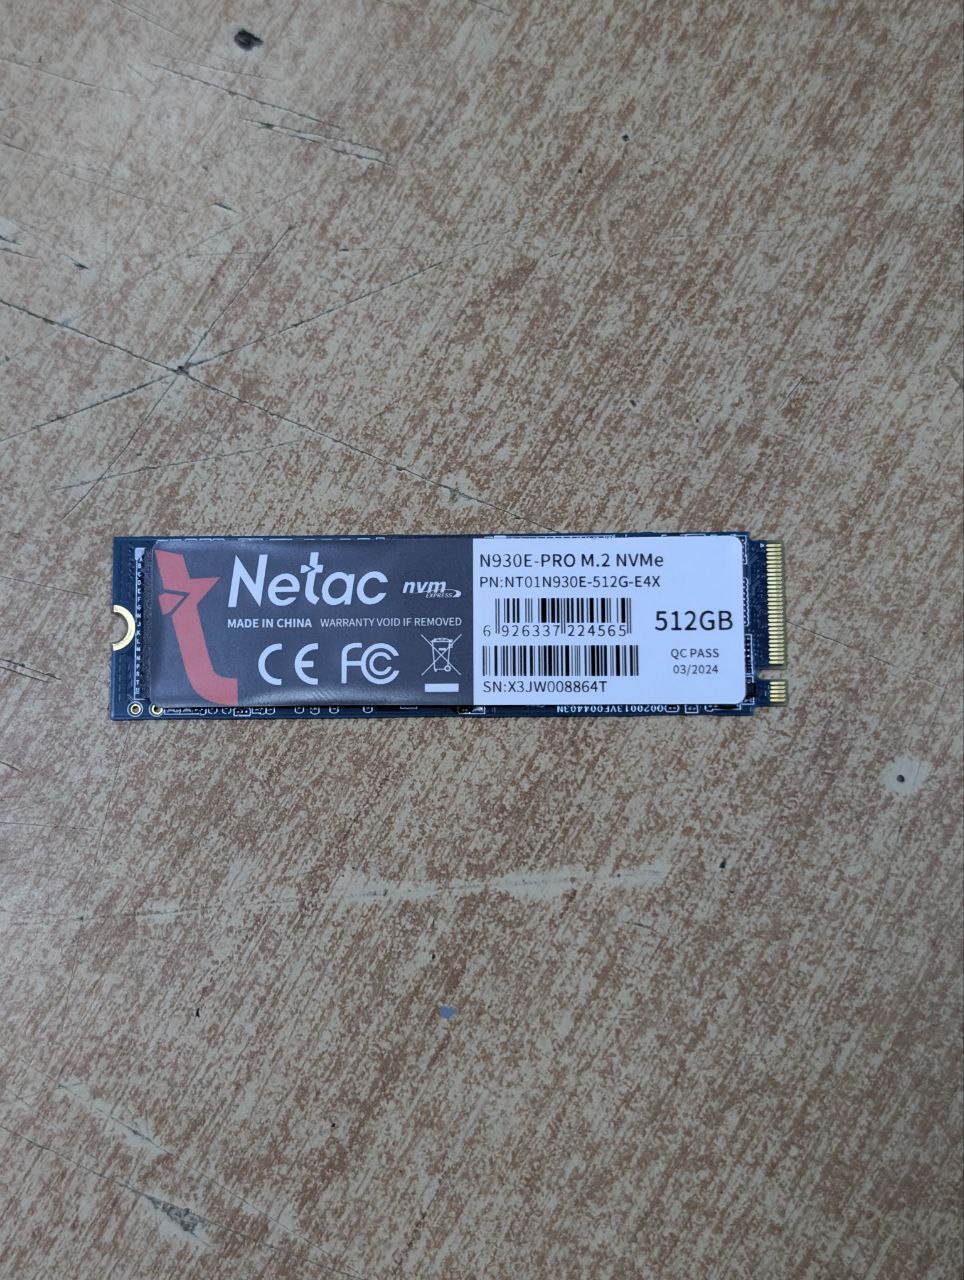 Netac
nvm
EXPRESS
MADE IN CHINA WARRANTY VOID IF REMOVED
CE FC
N930E-PRO M.2 NVMe
PN:NT01N930E-512G-E4X
6 926337 224565
512GB
QC PASS
03/2024
SN:X3JW008864T